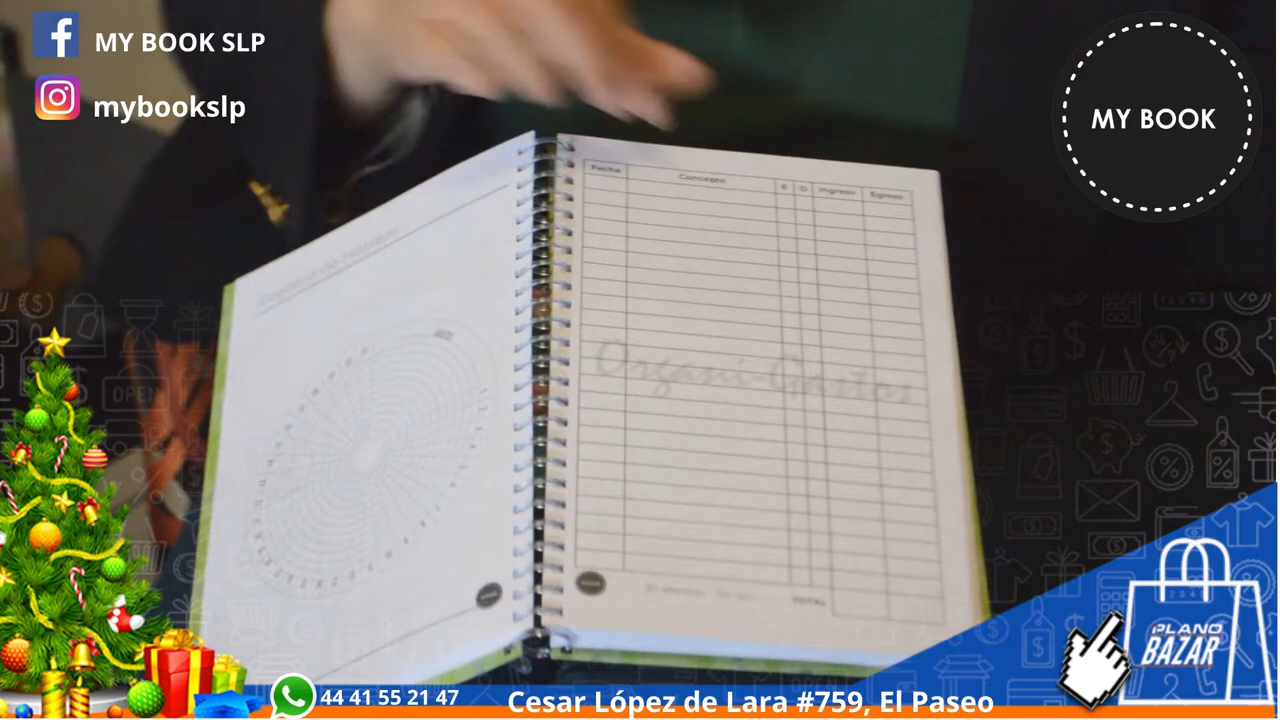 MY BOOK SLP
mybookslp
MY BOOK
Fecha Concepto E O Ingreso Egreso
Organi-Gastos
TOTAL
OPEN
PLANO
BAZAR
44 41 55 21 47
Cesar López de Lara #759, El Paseo